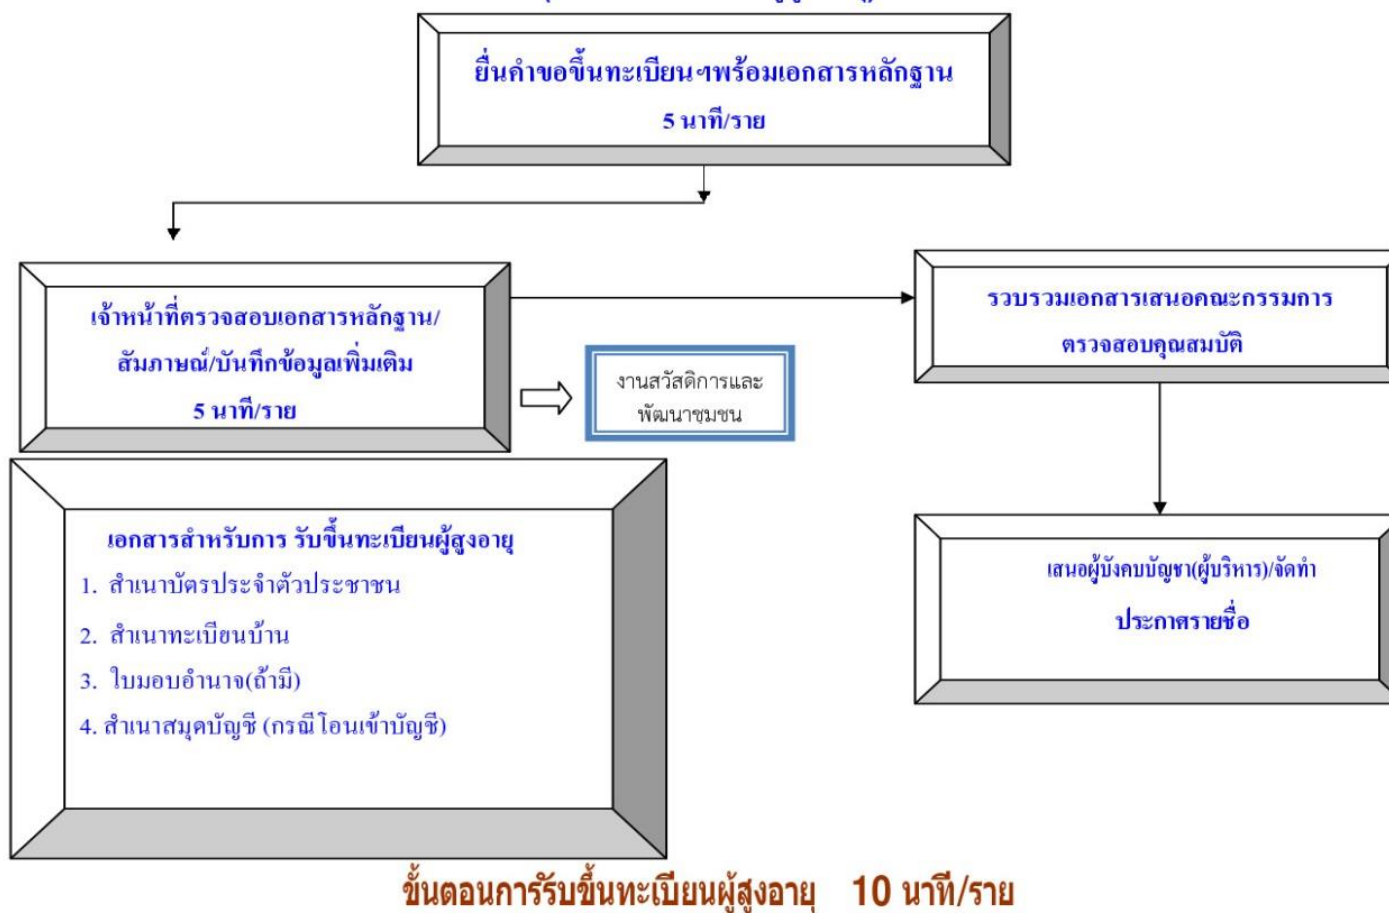 ยื่นคำขอขึ้นทะเบียนฯพร้อมเอกสารหลักฐาน
5 นาที/ราย
เจ้าหน้าที่ตรวจสอบเอกสารหลักฐาน/
สัมภาษณ์/บันทึกข้อมูลเพิ่มเติม
5 นาที/ราย
งานสวัสดิการและ
พัฒนาชุมชน
รวบรวมเอกสารเสนอคณะกรรมการ
ตรวจสอบคุณสมบัติ
เสนอผู้บังคบบัญชา(ผู้บริหาร)/จัดทำ
ประกาศรายชื่อ
เอกสารสำหรับการ รับขึ้นทะเบียนผู้สูงอายุ
1. สำเนาบัตรประจำตัวประชาชน
2. สำเนาทะเบียนบ้าน
3. ใบมอบอำนาจ(ถ้ามี)
4. สำเนาสมุดบัญชี (กรณีโอนเข้าบัญชี)
ขั้นตอนการรับขึ้นทะเบียนผู้สูงอายุ 10 นาที/ราย